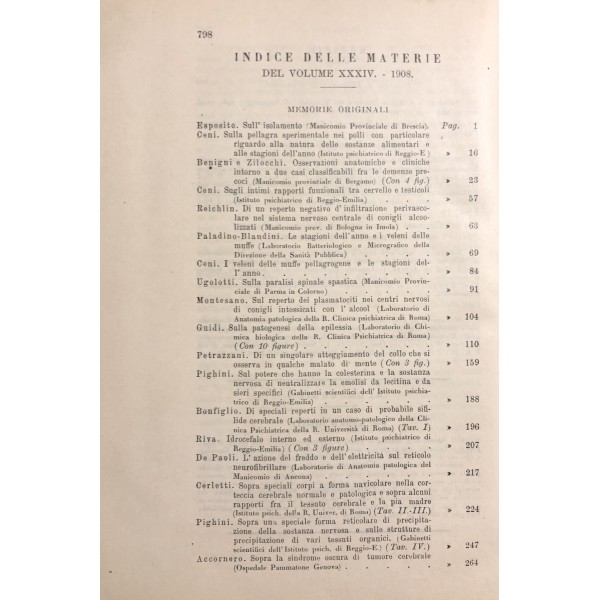 798
INDICE DELLE MATERIE
DEL VOLUME XXXIV. - 1908.
MEMORIE ORIGINALI
Esposito. Sull' isolamento (Manicomio Provinciale di Brescia). Pag. 1
Ceni. Sulla pellagra sperimentale nei polli con particolare
riguardo alla natura delle sostanze alimentari e
alle stagioni dell'anno (Istituto psichiatrico di Reggio-E ) » 16
Benigni e Zilocchi. Osservazioni anatomiche e cliniche
intorno a due casi classificabili fra le demenze pre-
coci (Manicomio provinciale di Bergamo) (Con 4 fig.) » 23
Ceni. Sugli intimi rapporti funzionali tra cervello e testicoli
(Istituto psichiatrico di Reggio-Emilia) . . . . » 57
Reichlin. Di un reperto negativo d' infiltrazione perivasco-
lare nel sistema nervoso centrale di conigli alcoo-
lizzati (Manicomio prov. di Bologna in Imola) . . » 63
Paladino-Blandini. Le stagioni dell'anno e i veleni delle
muffe (Laboratorio Batteriologico e Micrografico della
Direzione della Sanità Pubblica) . . . . » 69
Ceni. I veleni delle muffe pellagrogene e le stagioni del-
l' anno . . . . . . . » 84
Ugolotti. Sulla paralisi spinale spastica (Manicomio Provin-
ciale di Parma in Colorno) . . . . . » 91
Montesano. Sul reperto dei plasmatociti nei centri nervosi
di conigli intossicati con l' alcool (Laboratorio di
Anatomia patologica della R. Clinica psichiatrica di Roma) » 104
Guidi. Sulla patogenesi della epilessia (Laboratorio di Chi-
mica biologica della R. Clinica Psichiatrica di Roma)
(Con 10 figure) . . . . . . » 110
Petrazzani. Di un singolare atteggiamento del collo che si
osserva in qualche malato di mente (Con 3 fig.) » 159
Pighini. Sul potere che hanno la colesterina e la sostanza
nervosa di neutralizzare la emolisi da lecitina e da
sieri specifici (Gabinetti scientifici dell' Istituto psichia-
trico di Reggio-Emilia) . . . . . » 188
Bonfiglio. Di speciali reperti in un caso di probabile sifi-
lide cerebrale (Laboratorio anatomo-patologico della Cli-
nica Psichiatrica della R. Università di Roma) (Tav. I) » 196
Riva. Idrocefalo interno ed esterno (Istituto psichiatrico di
Reggio-Emilia) (Con 3 figure) . . . . » 207
De Paoli. L' azione del freddo e dell'elettricità sul reticolo
neurofibrillare (Laboratorio di Anatomia patologica del
Manicomio di Ancona) . . . . . » 217
Cerletti. Sopra speciali corpi a forma navicolare nella cor-
teccia cerebrale normale e patologica e sopra alcuni
rapporti fra il tessuto cerebrale e la pia madre
(Istituto psich. della R. Univer. di Roma) (Tav. II.-III.) » 224
Pighini. Sopra una speciale forma reticolare di precipita-
zione della sostanza nervosa e sulle strutture di
precipitazione di vari tessuti organici. (Gabinetti
scientifici dell' Istituto psich. di Reggio-E.) (Tav. IV.) » 247
Accornero. Sopra la sindrome oscura di tumore cerebrale
(Ospedale Pammatone Genova) . . . . » 264